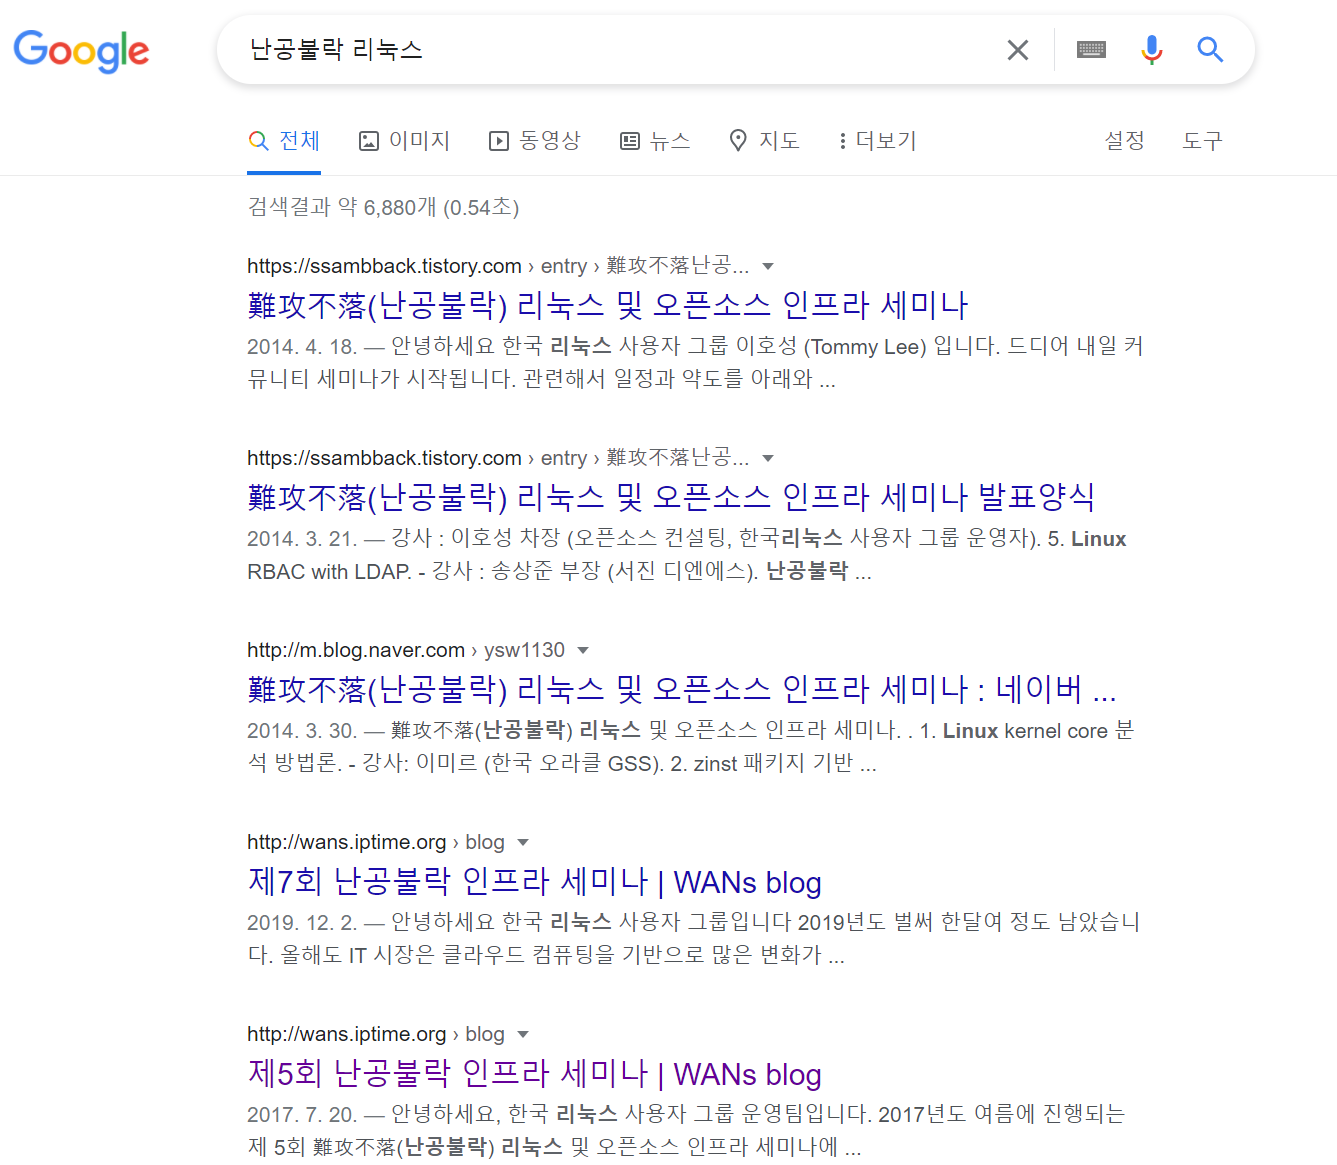 Google
난공불락 리눅스
전체 이미지 동영상 뉴스 지도 더보기 설정 도구
검색결과 약 6,880개 (0.54초)
https://ssambback.tistory.com › entry › 難攻不落난공...
難攻不落(난공불락) 리눅스 및 오픈소스 인프라 세미나
2014. 4. 18. — 안녕하세요 한국 리눅스 사용자 그룹 이호성 (Tommy Lee) 입니다. 드디어 내일 커
뮤니티 세미나가 시작됩니다. 관련해서 일정과 약도를 아래와 ...
https://ssambback.tistory.com › entry › 難攻不落난공...
難攻不落(난공불락) 리눅스 및 오픈소스 인프라 세미나 발표양식
2014. 3. 21. — 강사 : 이호성 차장 (오픈소스 컨설팅, 한국리눅스 사용자 그룹 운영자). 5. Linux
RBAC with LDAP. - 강사 : 송상준 부장 (서진 디엔에스). 난공불락 ...
http://m.blog.naver.com › ysw1130
難攻不落(난공불락) 리눅스 및 오픈소스 인프라 세미나 : 네이버 ...
2014. 3. 30. — 難攻不落(난공불락) 리눅스 및 오픈소스 인프라 세미나. . 1. Linux kernel core 분
석 방법론. - 강사: 이미르 (한국 오라클 GSS). 2. zinst 패키지 기반 ...
http://wans.iptime.org › blog
제7회 난공불락 인프라 세미나 | WANs blog
2019. 12. 2. — 안녕하세요 한국 리눅스 사용자 그룹입니다 2019년도 벌써 한달여 정도 남았습니
다. 올해도 IT 시장은 클라우드 컴퓨팅을 기반으로 많은 변화가 ...
http://wans.iptime.org › blog
제5회 난공불락 인프라 세미나 | WANs blog
2017. 7. 20. — 안녕하세요, 한국 리눅스 사용자 그룹 운영팀입니다. 2017년도 여름에 진행되는
제 5회 難攻不落(난공불락) 리눅스 및 오픈소스 인프라 세미나에 ...